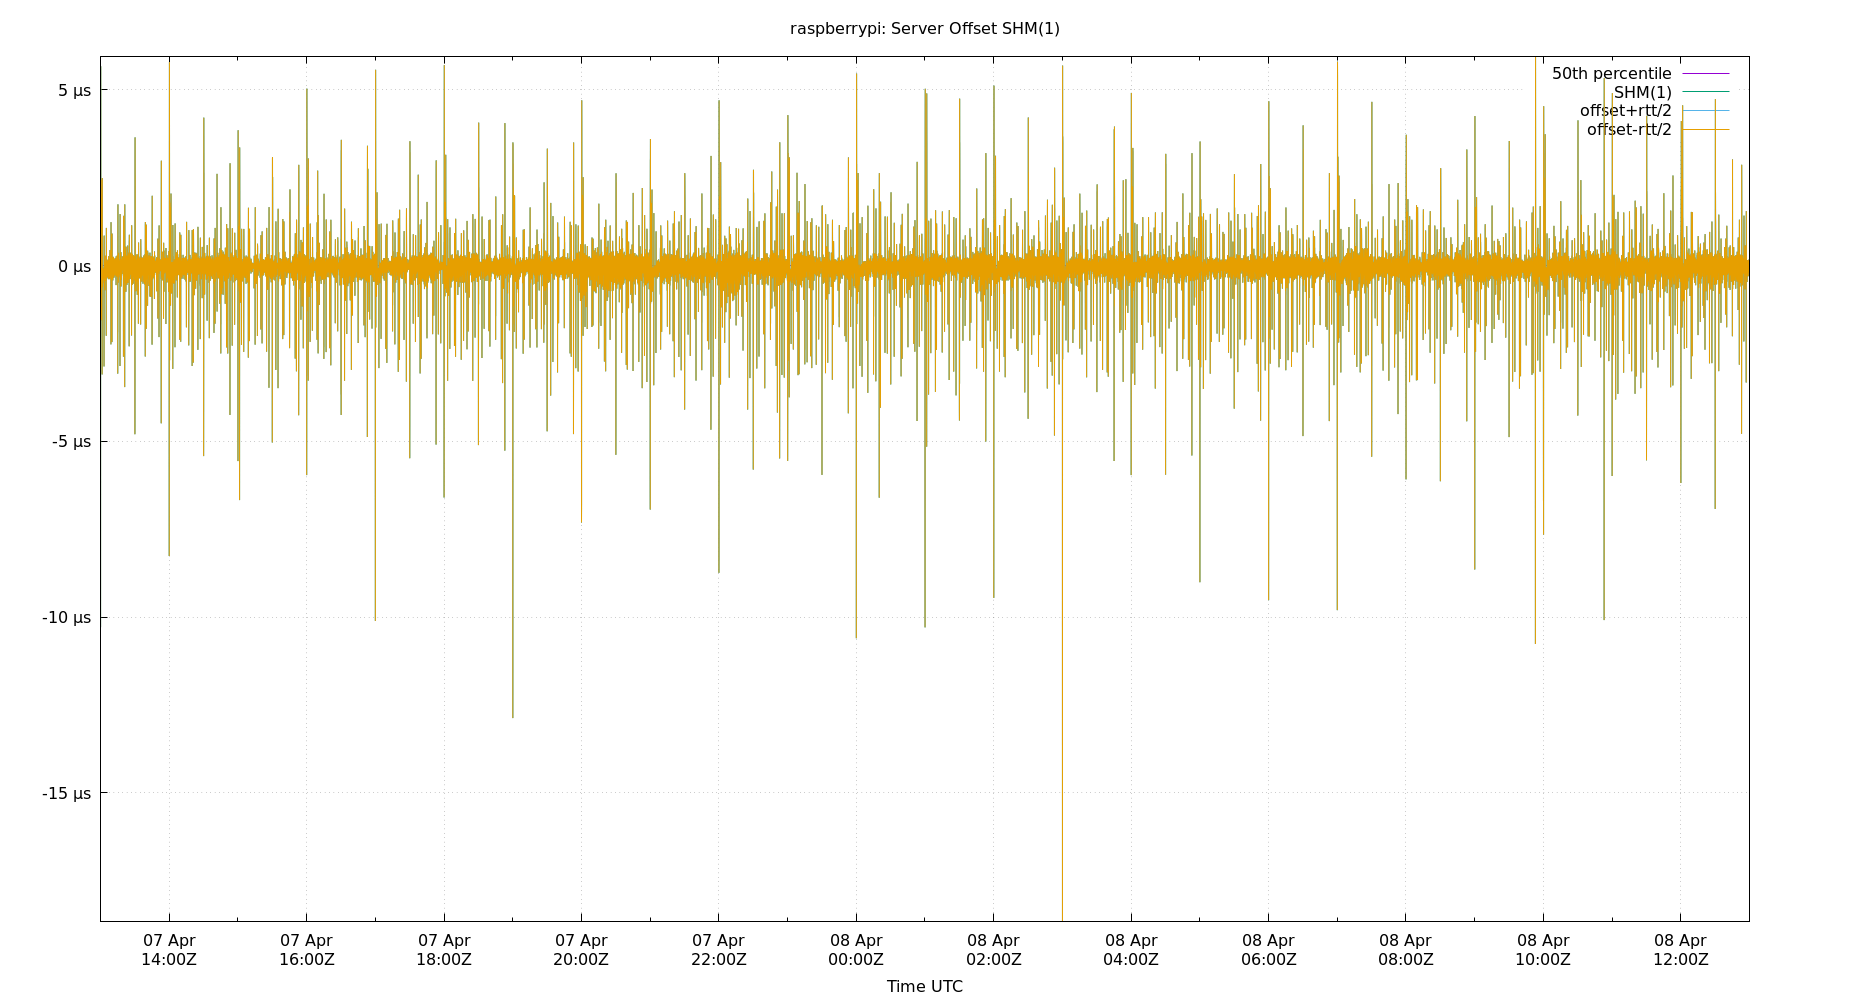 raspberrypi: Server Offset SHM(1)
50th percentile
SHM(1)
offset+rtt/2
offset-rtt/2
5 µs
0 µs
-5 µs
-10 µs
-15 µs
07 Apr 07 Apr 07 Apr 07 Apr 07 Apr 08 Apr 08 Apr 08 Apr 08 Apr 08 Apr 08 Apr 08 Apr
14:00Z 16:00Z 18:00Z 20:00Z 22:00Z 00:00Z 02:00Z 04:00Z 06:00Z 08:00Z 10:00Z 12:00Z
Time UTC